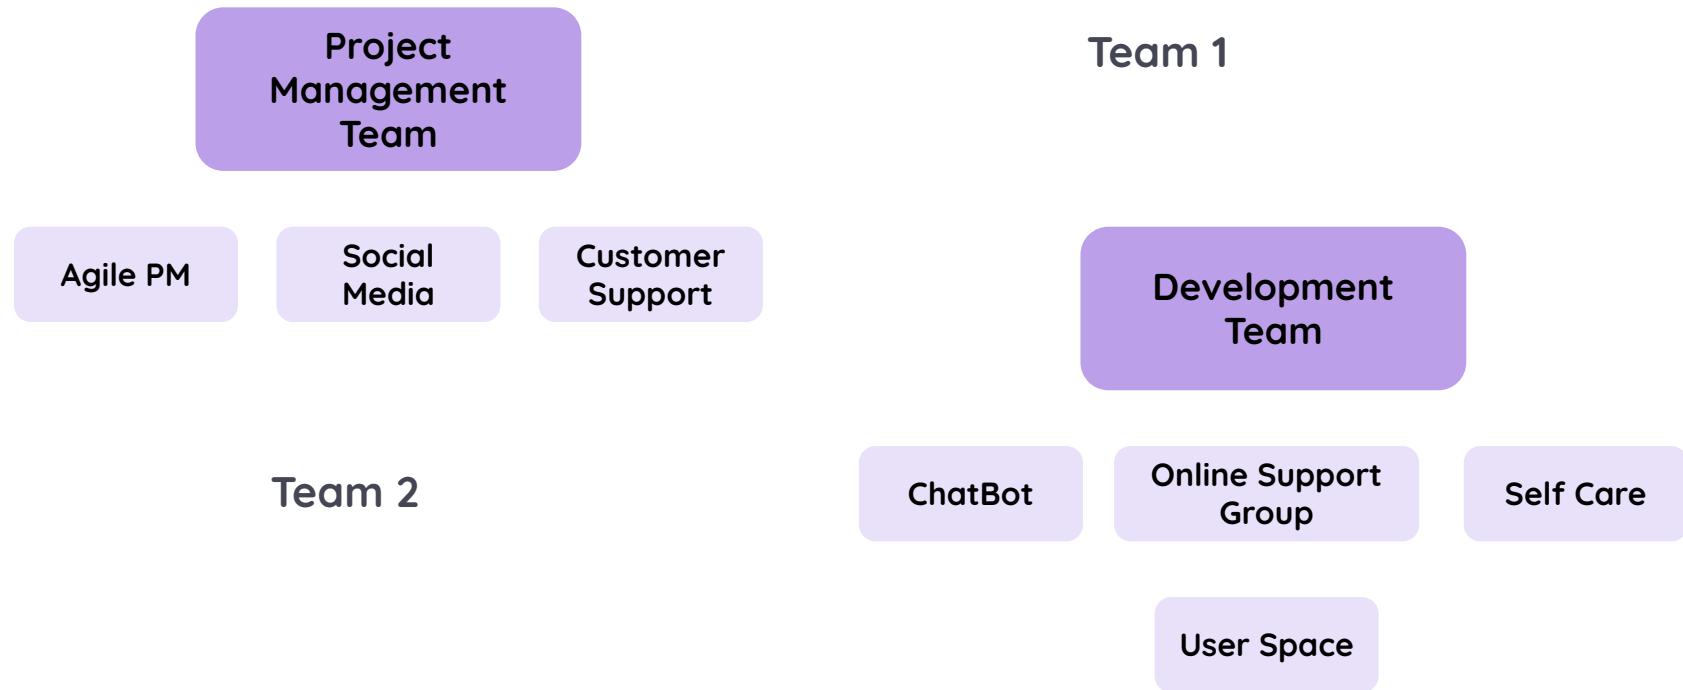 Project
Management
Team
Team 1
Agile PM
Social
Media
Customer
Support
Development
Team
Team 2
ChatBot
Online Support
Group
Self Care
User Space